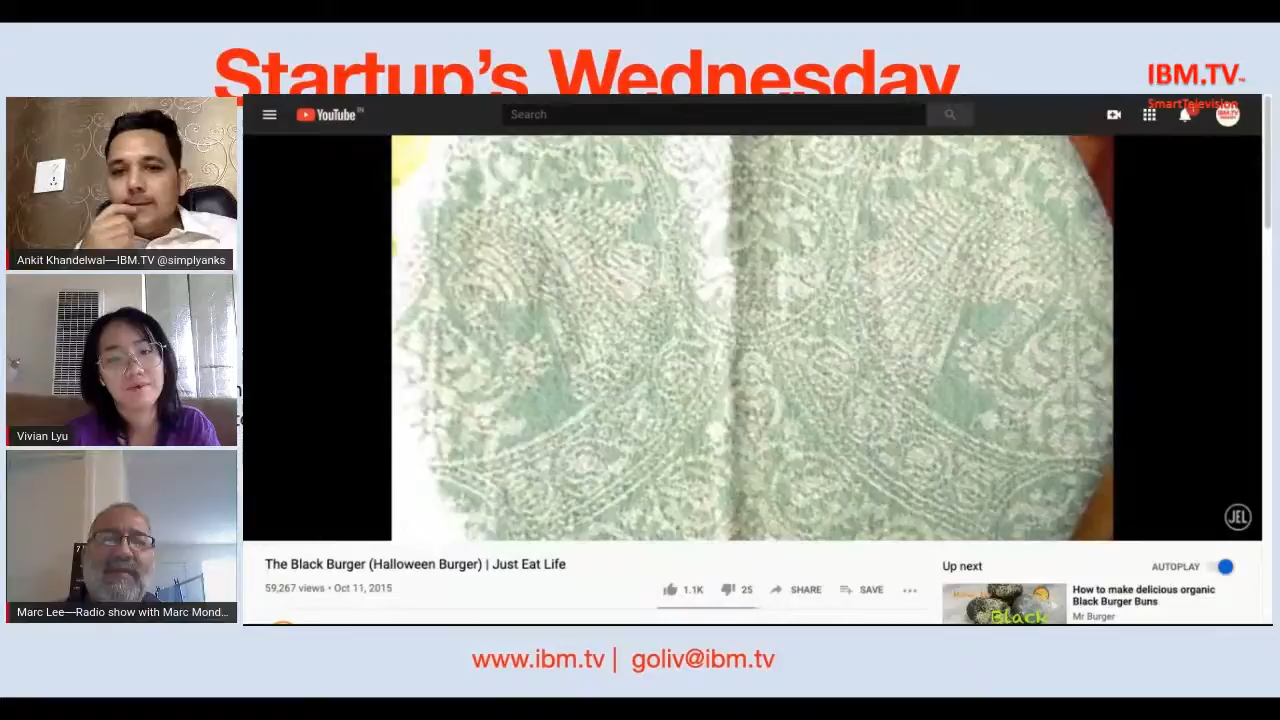 Startup's Wednesday
IBM.TV
SmartTelevision
YouTube IN
Search
Ankit Khandelwal—IBM.TV @simplyanks
Vivian Lyu
Marc Lee—Radio show with Marc Mond...
JEL
The Black Burger (Halloween Burger) | Just Eat Life
59,267 views • Oct 11, 2015
1.1K 25 SHARE SAVE
Up next AUTOPLAY
How to make delicious organic
Black Burger Buns
Mr Burger
Black
www.ibm.tv | goliv@ibm.tv